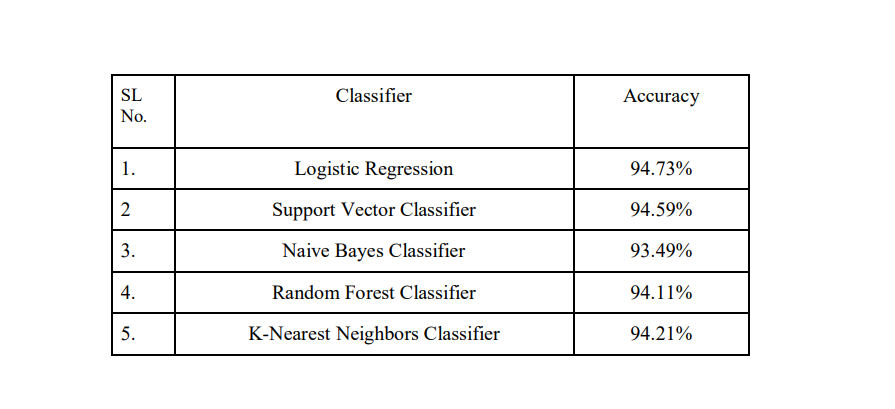 SL No. Classifier Accuracy
1. Logistic Regression 94.73%
2 Support Vector Classifier 94.59%
3. Naive Bayes Classifier 93.49%
4. Random Forest Classifier 94.11%
5. K-Nearest Neighbors Classifier 94.21%